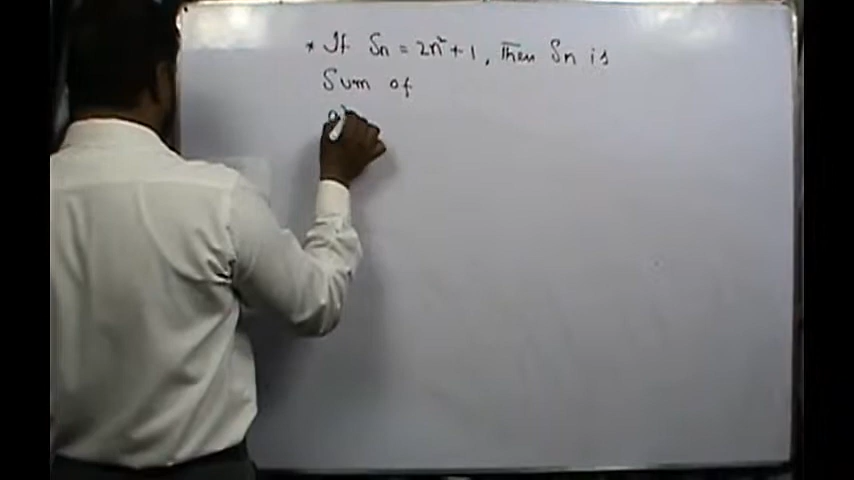 * If Sn = 2n² + 1, Then Sn is
Sum of